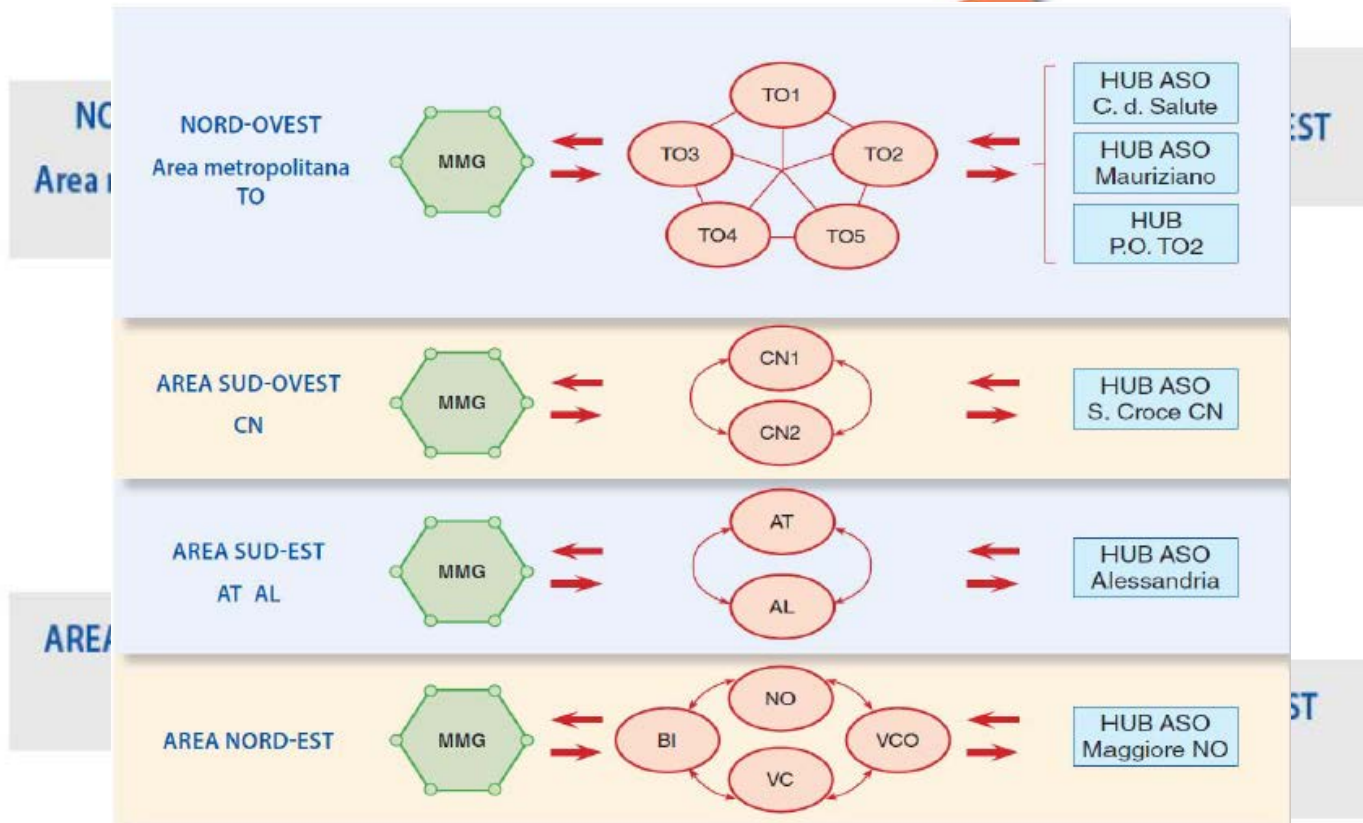 NORD-OVEST
Area metropolitana
TO
MMG
TO1
TO3
TO2
TO4
TO5
HUB ASO
C. d. Salute
HUB ASO
Mauriziano
HUB
P.O. TO2
AREA SUD-OVEST
CN
MMG
CN1
CN2
HUB ASO
S. Croce CN
AREA SUD-EST
AT AL
MMG
AT
AL
HUB ASO
Alessandria
AREA NORD-EST
MMG
NO
BI
VCO
VC
HUB ASO
Maggiore NO
Area